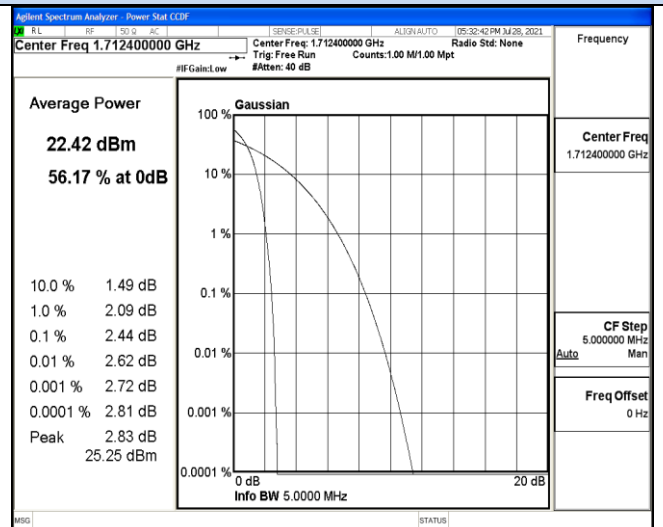 Agilent Spectrum Analyzer - Power Stat CCDF
RL RF 50 Ω AC SENSE:PULSE ALIGN AUTO 05:32:42 PM Jul 28, 2021
Center Freq 1.712400000 GHz
Center Freq: 1.712400000 GHz Radio Std: None
Trig: Free Run Counts:1.00 M/1.00 Mpt
#IFGain:Low #Atten: 40 dB
Frequency
Average Power
22.42 dBm
56.17 % at 0dB
10.0 % 1.49 dB
1.0 % 2.09 dB
0.1 % 2.44 dB
0.01 % 2.62 dB
0.001 % 2.72 dB
0.0001 % 2.81 dB
Peak 2.83 dB
25.25 dBm
Gaussian
100 %
10 %
1 %
0.1 %
0.01 %
0.001 %
0.0001 %
0 dB 20 dB
Info BW 5.0000 MHz
Center Freq
1.712400000 GHz
CF Step
5.000000 MHz
Auto Man
Freq Offset
0 Hz
MSG STATUS